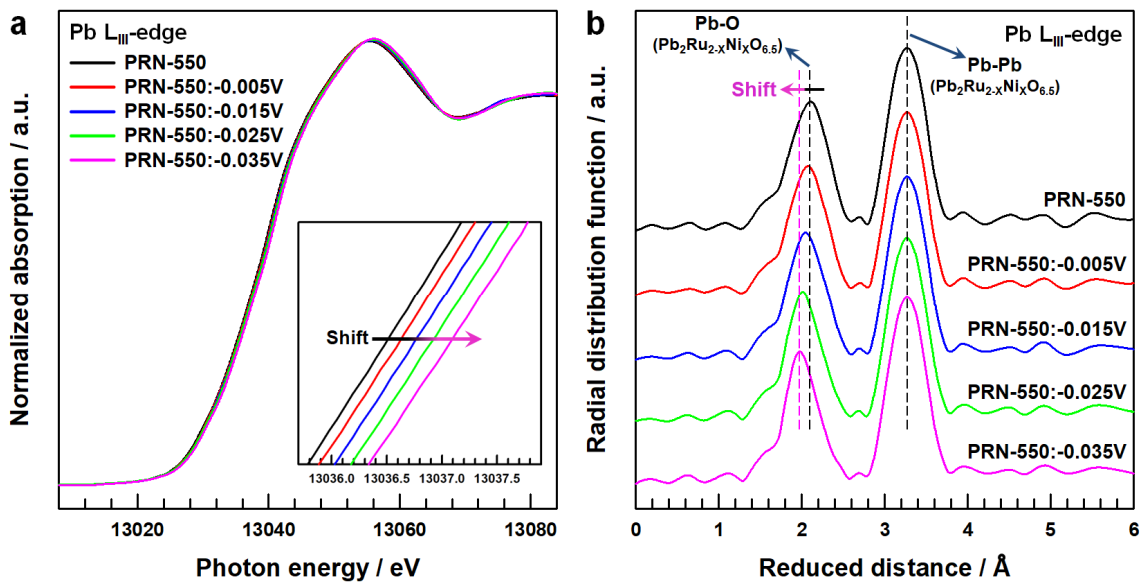 a
Pb L_III-edge
PRN-550
PRN-550:-0.005V
PRN-550:-0.015V
PRN-550:-0.025V
PRN-550:-0.035V
Normalized absorption / a.u.
Shift
13036.0 13036.5 13037.0 13037.5
13020 13040 13060 13080
Photon energy / eV
b
Pb-O
(Pb₂Ru₂₋ₓNiₓO₆.₅)
Pb L_III-edge
Pb-Pb
(Pb₂Ru₂₋ₓNiₓO₆.₅)
Shift
Radial distribution function / a.u.
PRN-550
PRN-550:-0.005V
PRN-550:-0.015V
PRN-550:-0.025V
PRN-550:-0.035V
0 1 2 3 4 5 6
Reduced distance / Å